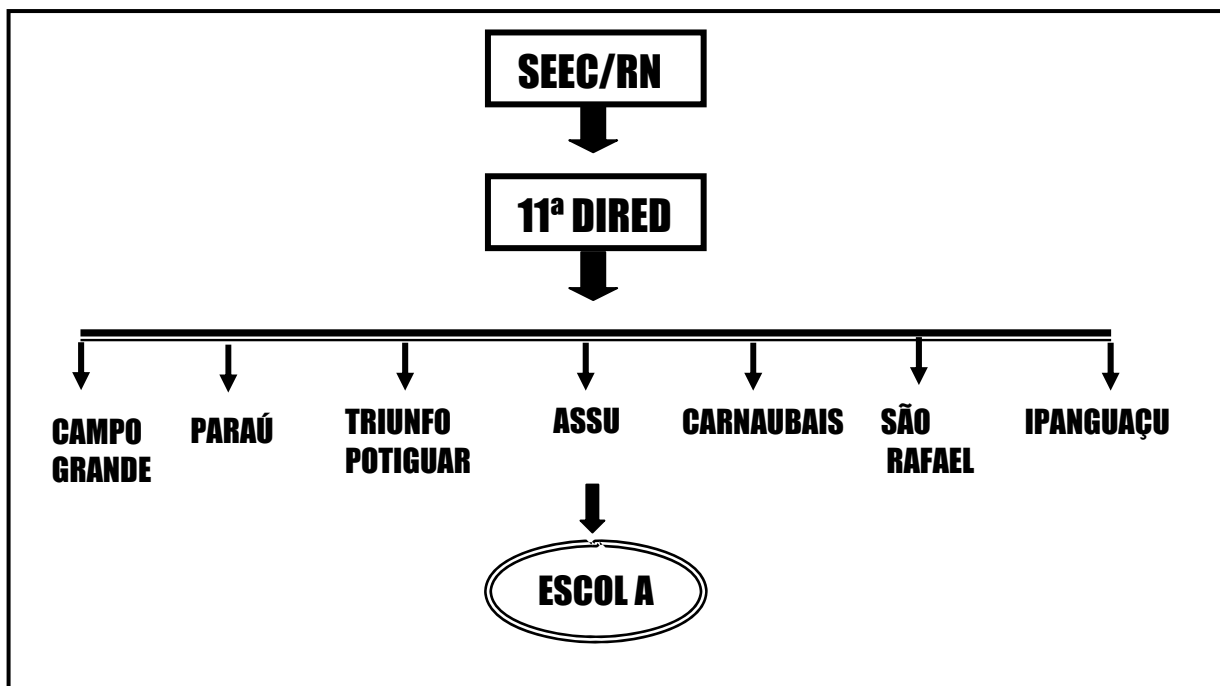 SEEC/RN
11ª DIRED
CAMPO
GRANDE
PARAÚ
TRIUNFO
POTIGUAR
ASSU
CARNAUBAIS
SÃO
RAFAEL
IPANGUAÇU
ESCOL A